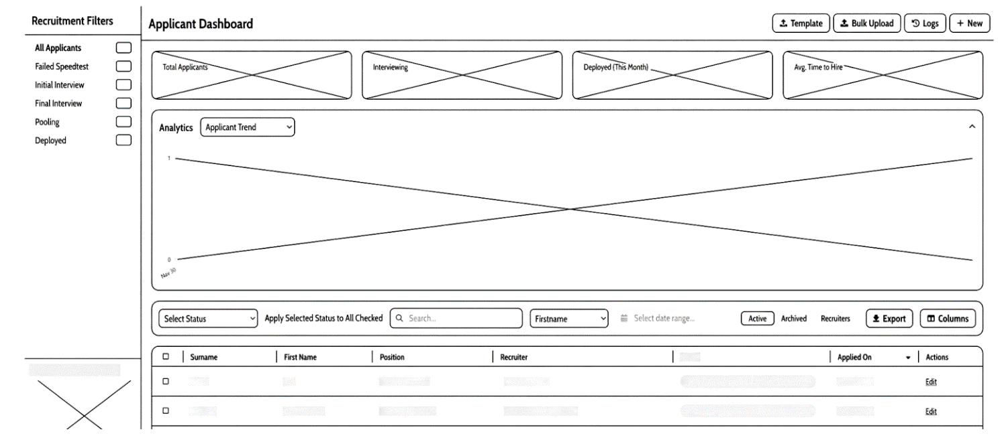 Recruitment Filters
All Applicants
Failed Speedtest
Initial Interview
Final Interview
Pooling
Deployed
Applicant Dashboard
Template
Bulk Upload
Logs
+ New
Total Applicants
Interviewing
Deployed (This Month)
Avg. Time to Hire
Analytics
Applicant Trend
1
0
Nav 30
Select Status
Apply Selected Status to All Checked
Search...
Firstname
Select date range...
Active
Archived
Recruiters
Export
Columns
Surname
First Name
Position
Recruiter
Applied On
Actions
Edit
Edit